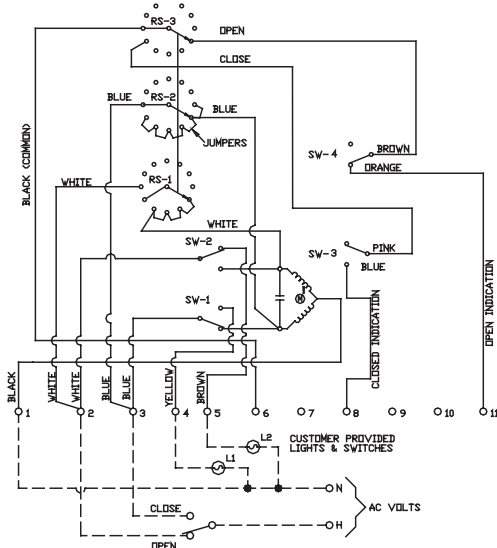 RS-3
OPEN
CLOSE
RS-2
BLUE
BLUE
JUMPERS
BLACK (COMMON)
SW-4
BROWN
ORANGE
RS-1
WHITE
WHITE
SW-2
SW-3
PINK
BLUE
M
SW-1
CLOSED INDICATION
OPEN INDICATION
BLACK
WHITE
WHITE
BLUE
BLUE
YELLOW
BROWN
1 2 3 4 5 6 7 8 9 10 11
L2
CUSTOMER PROVIDED
LIGHTS & SWITCHES
L1
N
AC VOLTS
CLOSE
H
OPEN